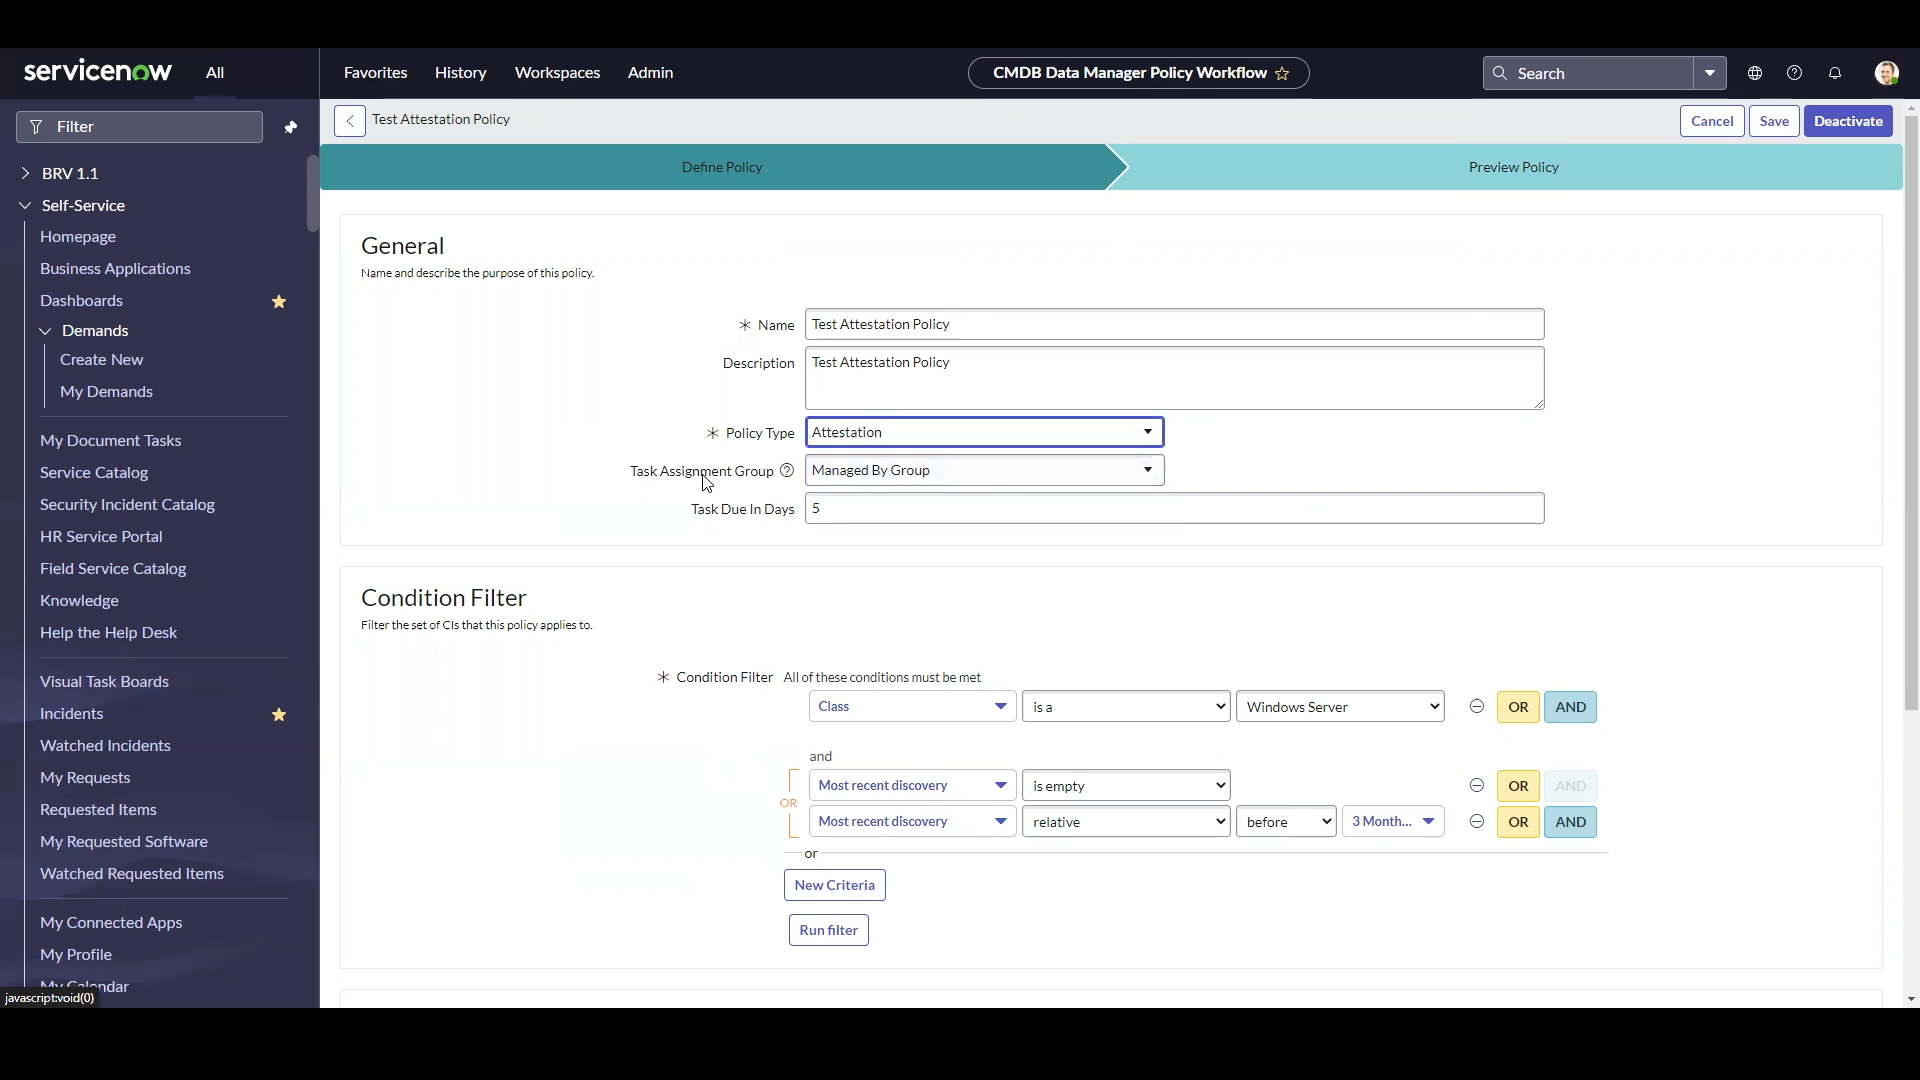 servicenow
All
Favorites
History
Workspaces
Admin
CMDB Data Manager Policy Workflow
Search
Filter
Test Attestation Policy
Cancel
Save
Deactivate
BRV 1.1
Self-Service
Homepage
Business Applications
Dashboards
Demands
Create New
My Demands
My Document Tasks
Service Catalog
Security Incident Catalog
HR Service Portal
Field Service Catalog
Knowledge
Help the Help Desk
Visual Task Boards
Incidents
Watched Incidents
My Requests
Requested Items
My Requested Software
Watched Requested Items
My Connected Apps
My Profile
My Calendar
javascript:void(0)
Define Policy
Preview Policy
General
Name and describe the purpose of this policy.
Name
Test Attestation Policy
Description
Test Attestation Policy
Policy Type
Attestation
Task Assignment Group
Managed By Group
Task Due In Days
5
Condition Filter
Filter the set of CIs that this policy applies to.
Condition Filter
All of these conditions must be met
Class
is a
Windows Server
OR
AND
and
OR
Most recent discovery
is empty
OR
AND
Most recent discovery
relative
before
3 Month...
OR
AND
or
New Criteria
Run filter